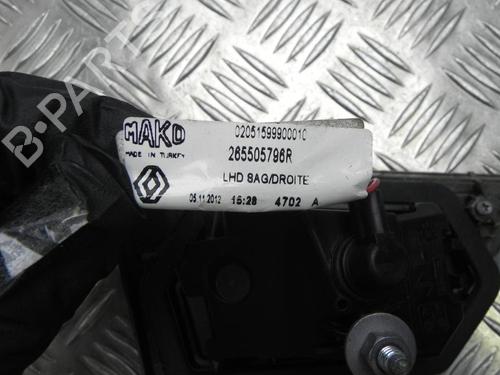 B-PARTS
MAKO
MADE IN TURKEY
02051599900010
265505796R
LHD SAG/DROITE
05.11.2012 15:28 4702 A